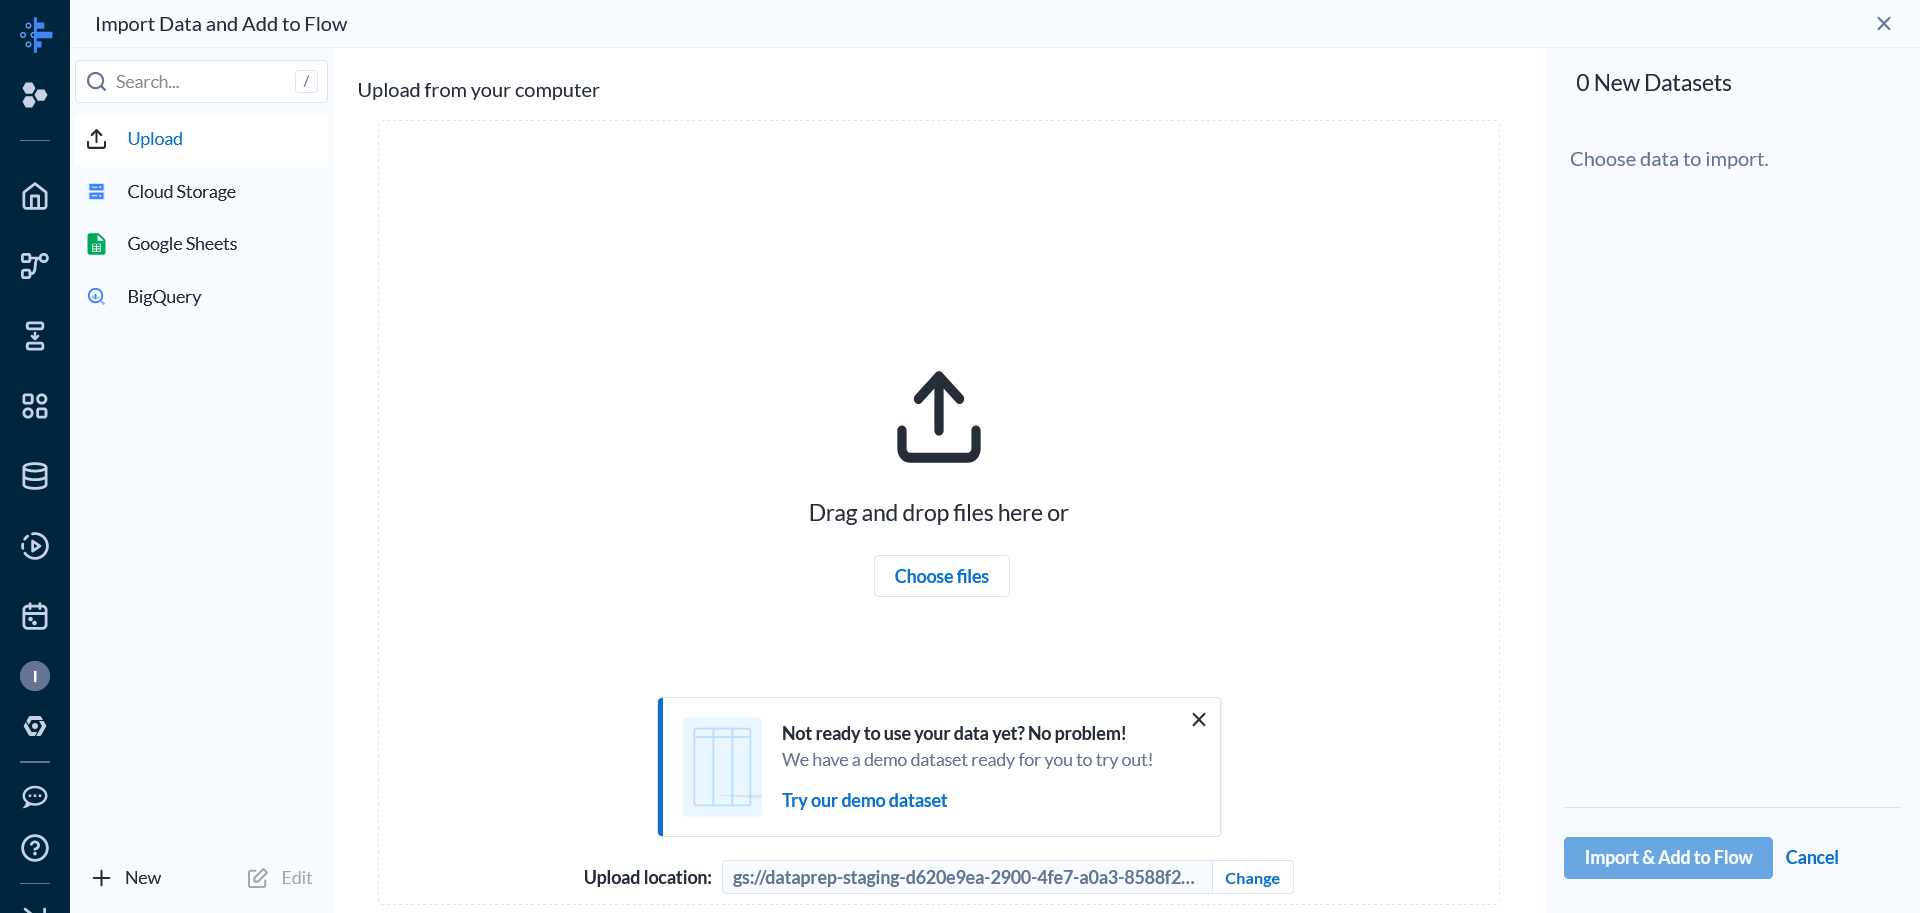 Import Data and Add to Flow
Search...
/
Upload
Cloud Storage
Google Sheets
BigQuery
New
Edit
I
Upload from your computer
Drag and drop files here or
Choose files
Not ready to use your data yet? No problem!
We have a demo dataset ready for you to try out!
Try our demo dataset
Upload location:
gs://dataprep-staging-d620e9ea-2900-4fe7-a0a3-8588f2...
Change
0 New Datasets
Choose data to import.
Import & Add to Flow
Cancel